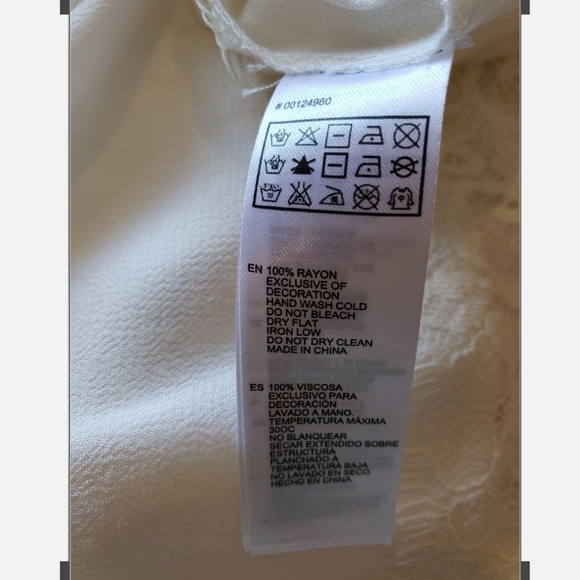 # 00124960
EN 100% RAYON
EXCLUSIVE OF
DECORATION
HAND WASH COLD
DO NOT BLEACH
DRY FLAT
IRON LOW
DO NOT DRY CLEAN
MADE IN CHINA
ES 100% VISCOSA
EXCLUSIVO PARA
DECORACIÓN
LAVADO A MANO.
TEMPERATURA MÁXIMA
30OC
NO BLANQUEAR
SECAR EXTENDIDO SOBRE
ESTRUCTURA
PLANCHADO A
TEMPERATURA BAJA
NO LAVADO EN SECO
HECHO EN CHINA